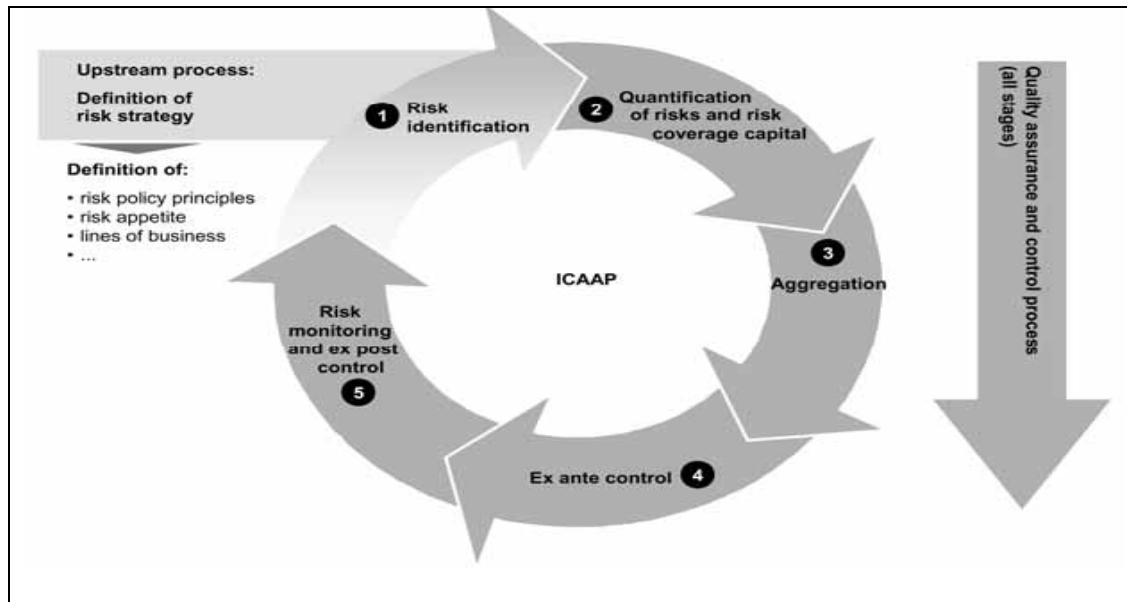 Upstream process:
Definition of
risk strategy
Definition of:
• risk policy principles
• risk appetite
• lines of business
• ...
1 Risk
identification
2 Quantification
of risks and risk
coverage capital
3
Aggregation
Ex ante control 4
Risk
monitoring
and ex post
control
5
ICAAP
Quality assurance and control process
(all stages)